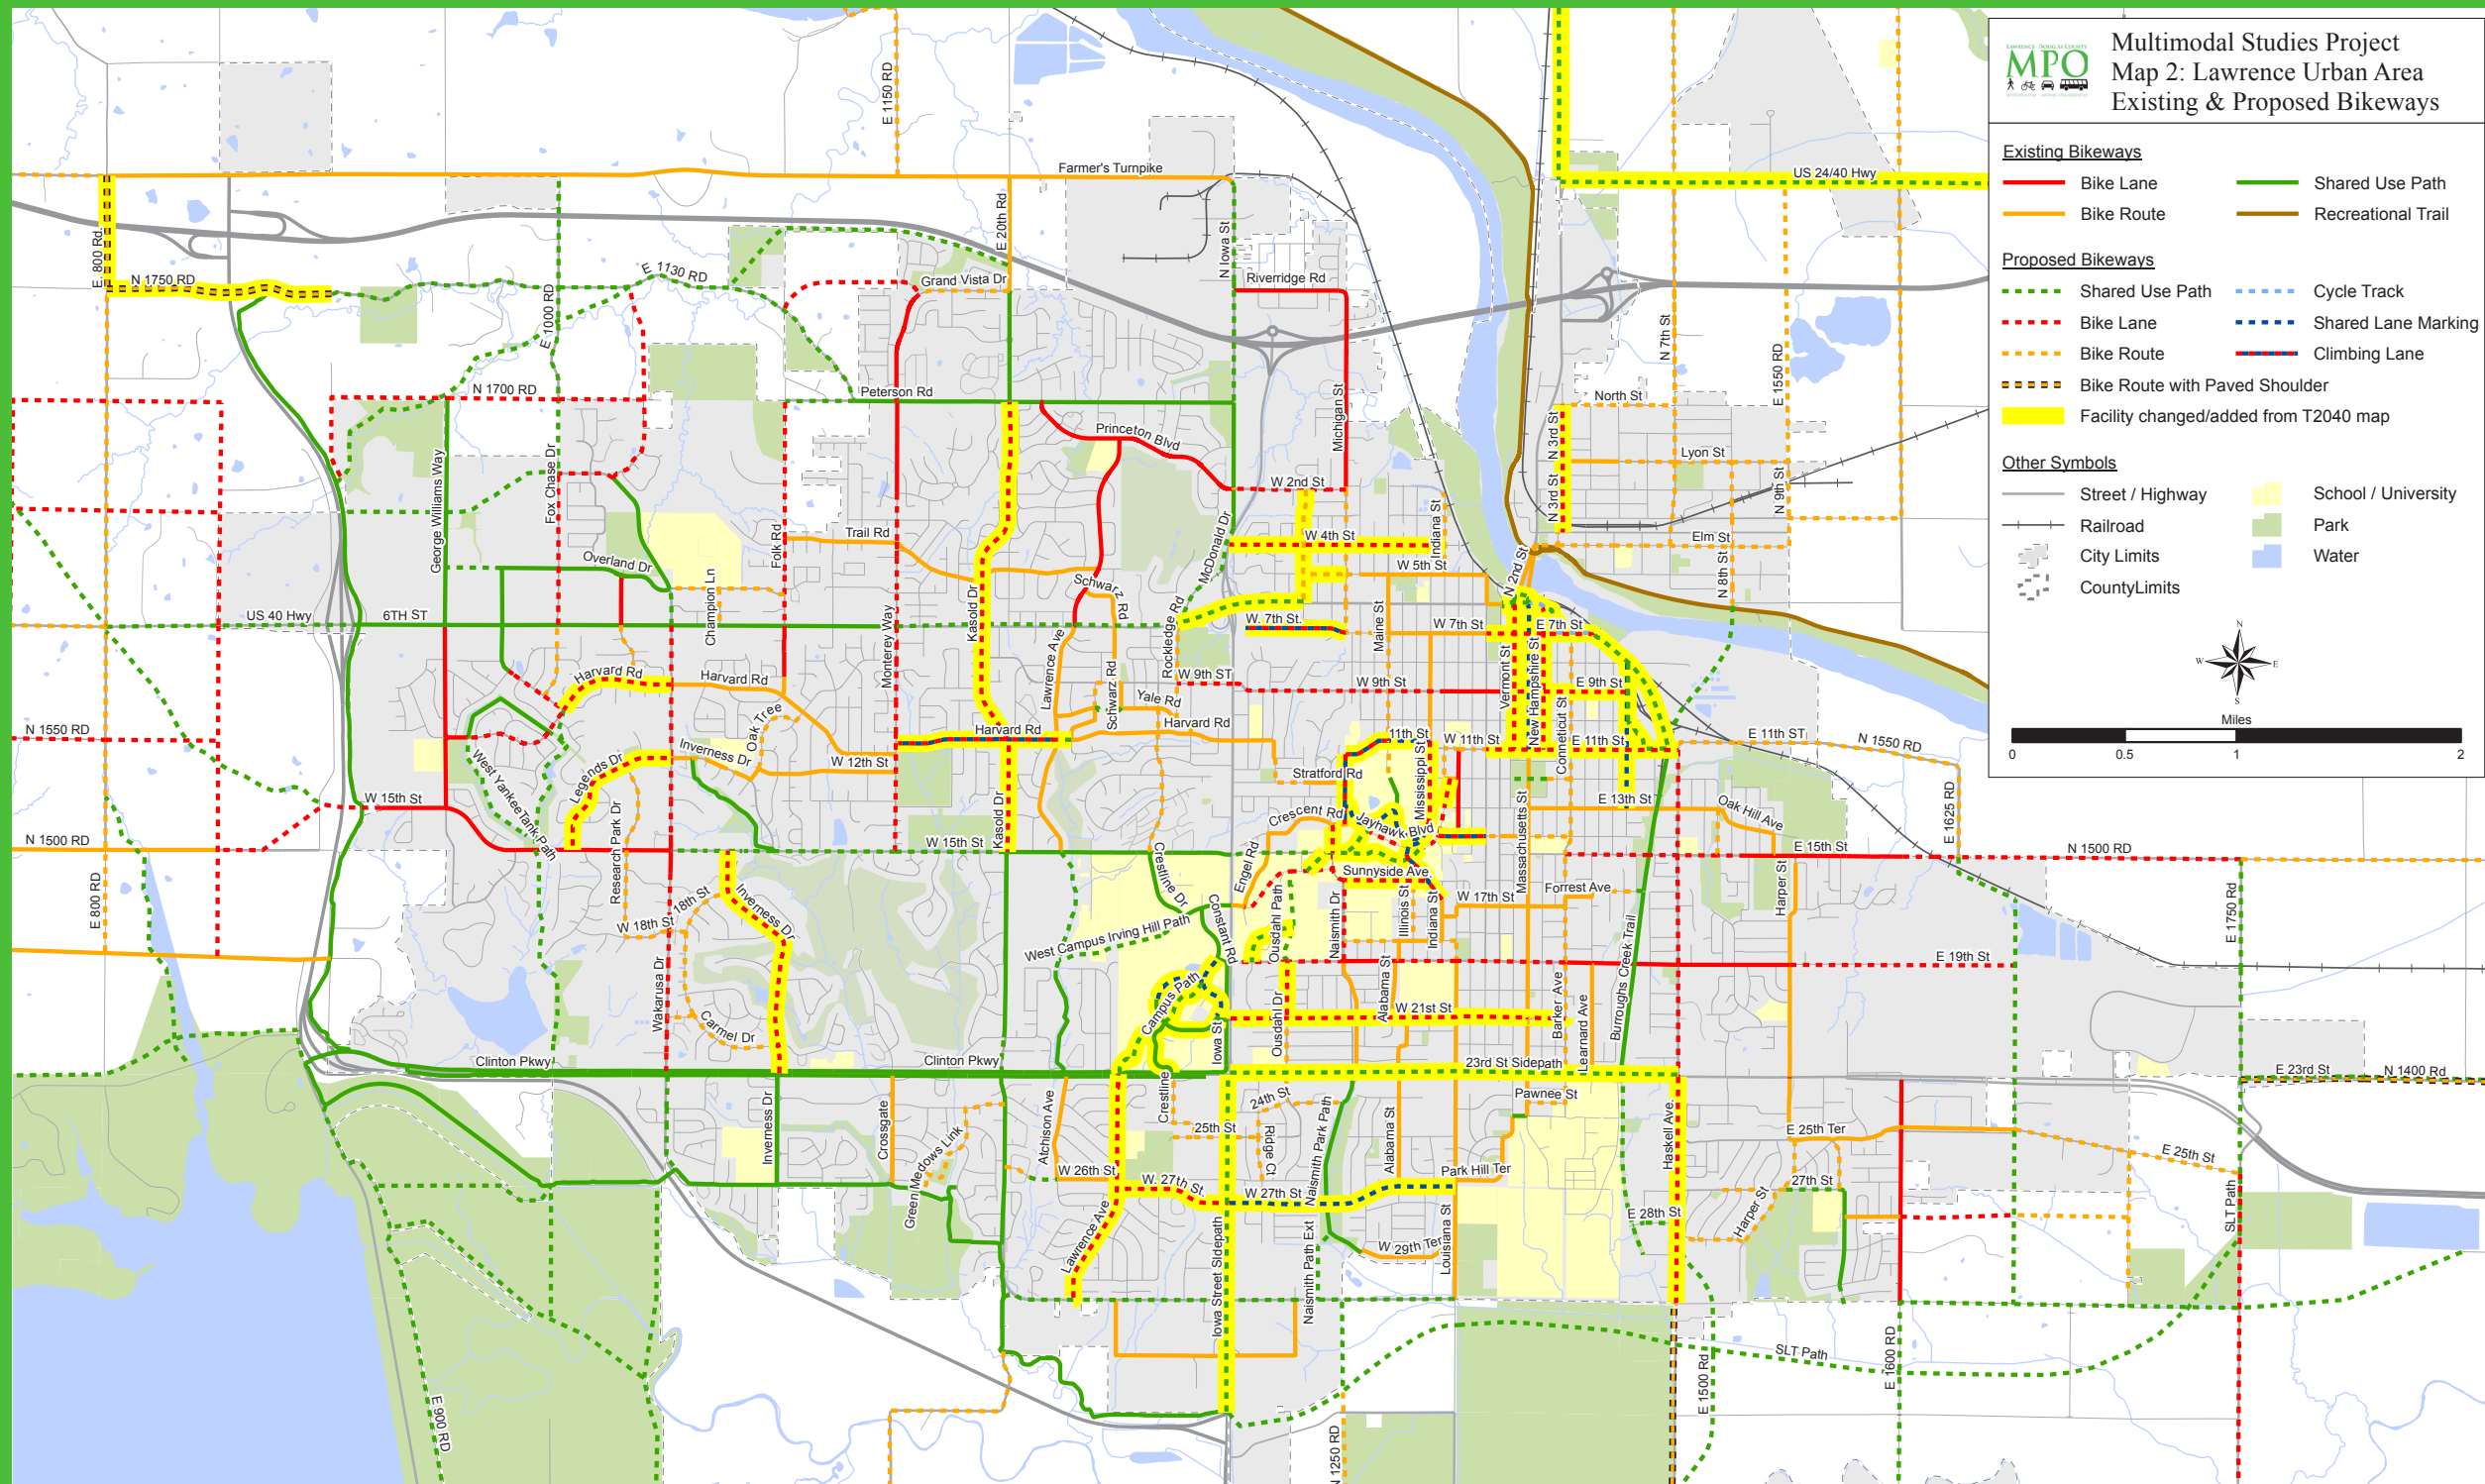 LAWRENCE - DOUGLAS COUNTY
MPO
METROPOLITAN PLANNING ORGANIZATION
Multimodal Studies Project
Map 2: Lawrence Urban Area
Existing & Proposed Bikeways
Existing Bikeways
Bike Lane
Shared Use Path
Bike Route
Recreational Trail
Proposed Bikeways
Shared Use Path
Cycle Track
Bike Lane
Shared Lane Marking
Bike Route
Climbing Lane
Bike Route with Paved Shoulder
Facility changed/added from T2040 map
Other Symbols
Street / Highway
School / University
Railroad
Park
City Limits
Water
CountyLimits
N
W
E
S
Miles
0
0.5
1
2
E 1150 RD
Farmer's Turnpike
US 24/40 Hwy
E 800 Rd.
N 1750 RD
E 1130 RD
E 1000 RD
E 20th Rd
Grand Vista Dr
N Iowa St
Riverridge Rd
N 7th St
E 1550 RD
N 1700 RD
Peterson Rd
Michigan St
North St
Princeton Blvd
N 3rd St
Lyon St
George Williams Way
Fox Chase Dr
W 2nd St
Indiana St
N 3rd St
N 9th St
Folk Rd
Trail Rd
McDonald Dr
W 4th St
Elm St
Overland Dr
Champion Ln
W 5th St
N 2nd St
N 8th St
Schwarz Rd
US 40 Hwy
6TH ST
Monterey Way
Kasold Dr
Lawrence Ave
Rockledge Rd
W. 7th St.
Maine St
W 7th St
E 7th St
Harvard Rd
Harvard Rd
Schwarz Rd
W 9th ST
W 9th St
Vermont St
New Hampshire St
E 9th St
Yale Rd
Conneticut St
N 1550 RD
Oak Tree
Harvard Rd
Harvard Rd
11th St
W 11th St
E 11th St
E 11th ST
N 1550 RD
West Yankee Tank Path
Legends Dr
Inverness Dr
W 12th St
Stratford Rd
Mississippi St
W 15th St
Research Park Dr
Kasold Dr
Crescent Rd
Jayhawk Blvd
Massachusetts St
E 13th St
Oak Hill Ave
E 1625 RD
N 1500 RD
W 15th St
Engel Rd
Sunnyside Ave
E 15th St
N 1500 RD
E 800 RD
W 18th St
18th St
Inverness Dr
Crestline Dr
Constant Rd
Ousdahl Path
Naismith Dr
Illinois St
Indiana St
W 17th St
Forrest Ave
Harper St
E 1750 Rd
West Campus Irving Hill Path
Burroughs Creek Trail
Wakarusa Dr
Carmel Dr
Campus Path
Iowa St
Ousdahl Dr
Alabama St
W 21st St
Barker Ave
Learnard Ave
E 19th St
Clinton Pkwy
Clinton Pkwy
23rd St Sidepath
E 23rd St
N 1400 Rd
Inverness Dr
Crossgate
Green Medows Link
Atchison Ave
Crestline
24th St
25th St
Ridge Ct
Naismith Park Path
Alabama St
Pawnee St
Haskell Ave.
E 25th Ter
E 25th St
W 26th St
W. 27th St.
W 27th St
Park Hill Ter
27th St
Lawrence Ave
Iowa Street Sidepath
Naismith Path Ext
W 29th Ter
Louisiana St
E 28th St
Harper St
SLT Path
SLT Path
E 900 RD
N 1250 RD
E 1500 Rd
E 1600 RD